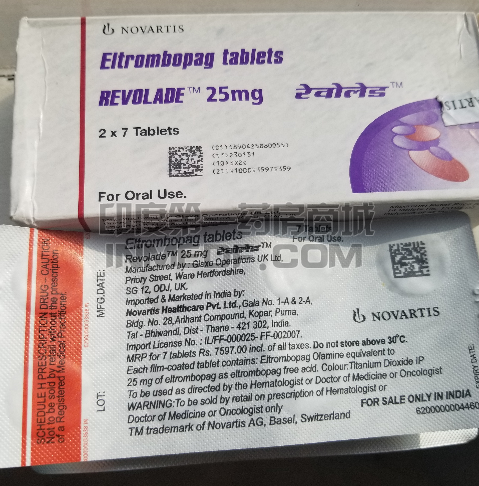 NOVARTIS
Eltrombopag tablets
REVOLADE™ 25mg रेवोलेड™
2 x 7 Tablets
For Oral Use.
印度第一药房商城
Eltrombopag tablets 7 Tablets
Revolade™ 25 mg रेवोलेड™ For Oral Use.
Manufactured by: Glaxo Operations UK Ltd.
Priory Street, Ware Hertfordshire,
SG 12, ODJ, UK.
Imported & Marketed in India by:
Novartis Healthcare Pvt. Ltd., Gala No. 1-A & 2-A,
Bldg. No. 28, Arihant Compound, Kopar, Purna,
Tal - Bhiwandi, Dist - Thane - 421 302, India.
Import License No. : IL/FF-000025- FF-002007.
MRP for 7 tablets Rs. 7597.00 incl. of all taxes. Do not store above 30°C.
Each film-coated tablet contains: Eltrombopag Olamine equivalent to
25 mg of eltrombopag as eltrombopag free acid. Colour:Titanium Dioxide IP
To be used as directed by the Hematologist or Doctor of Medicine or Oncologist
WARNING:To be sold by retail on prescription of Hematologist or
Doctor of Medicine or Oncologist only
FOR SALE ONLY IN INDIA
TM trademark of Novartis AG, Basel, Switzerland
NOVARTIS
MFG.DATE:
LOT:
EXPIRY DATE
SCHEDULE H PRESCRIPTION DRUG - CAUTION
Not to be sold by retail without the prescription
of a Registered Medical Practitioner.